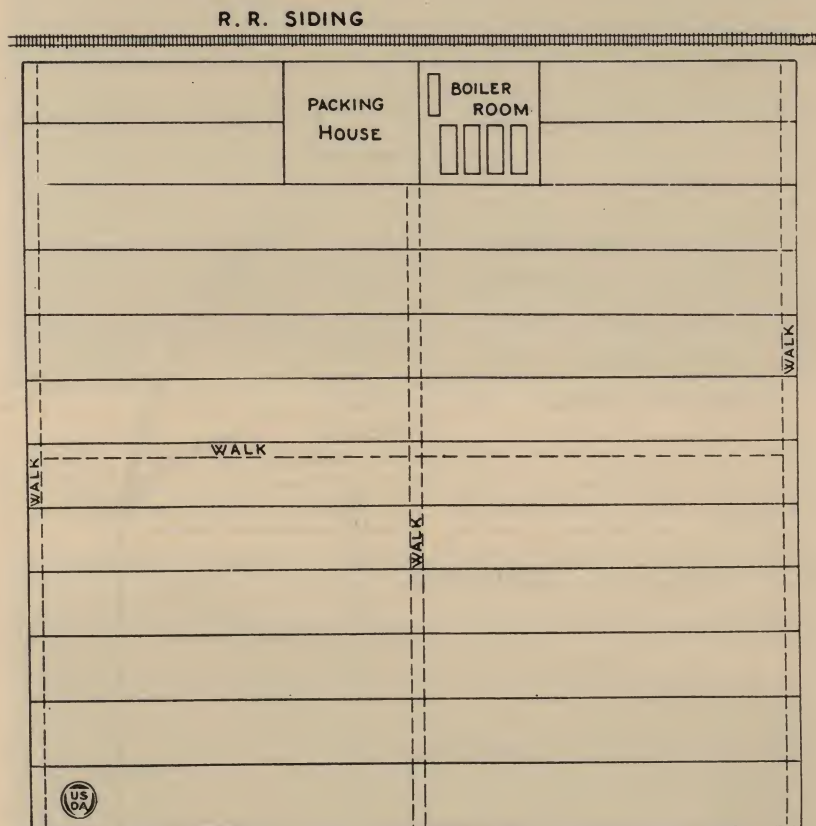 R. R. SIDING
PACKING
HOUSE
BOILER
ROOM
WALK
WALK
WALK
WALK
US
DA